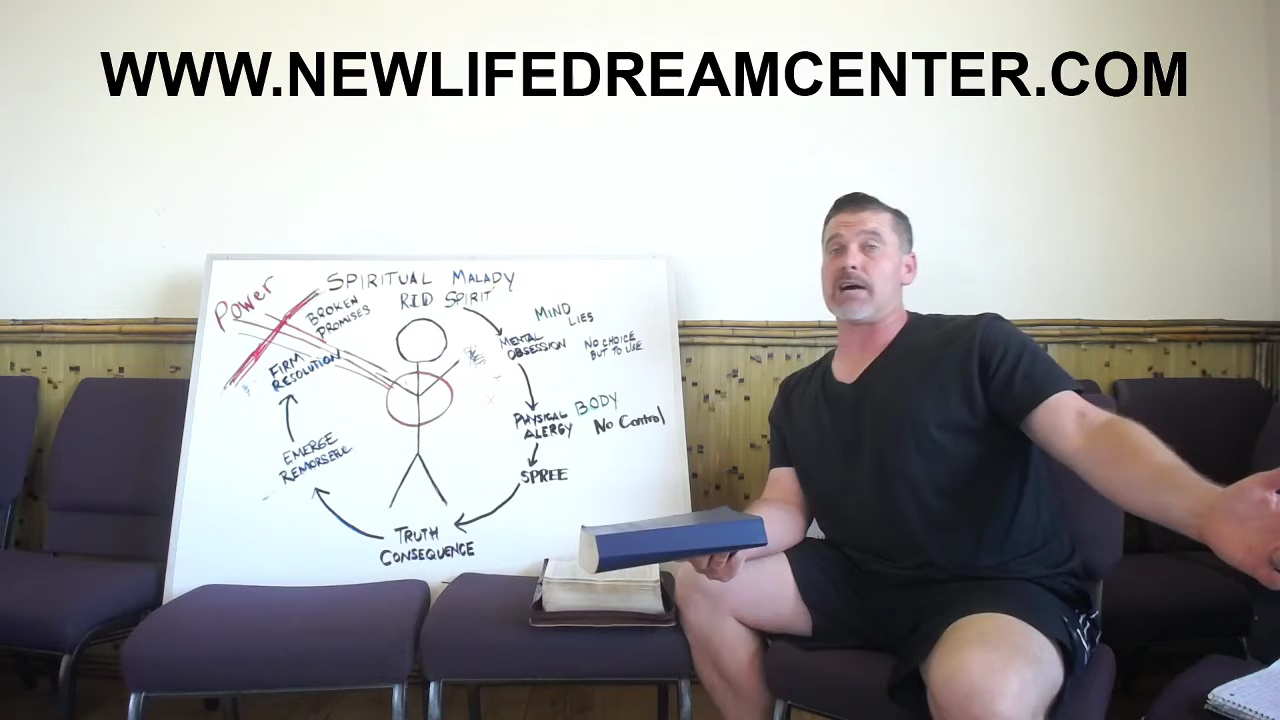 WWW.NEWLIFEDREAMCENTER.COM
SPIRITUAL MALADY
RID SPIRIT
Power
BROKEN
PROMISES
MIND
LIES
MENTAL
OBSESSION
NO CHOICE
BUT TO USE
FIRM
RESOLUTION
PHYSICAL
ALERGY
BODY
No Control
EMERGE
REMORSEFUL
SPREE
TRUTH
CONSEQUENCE